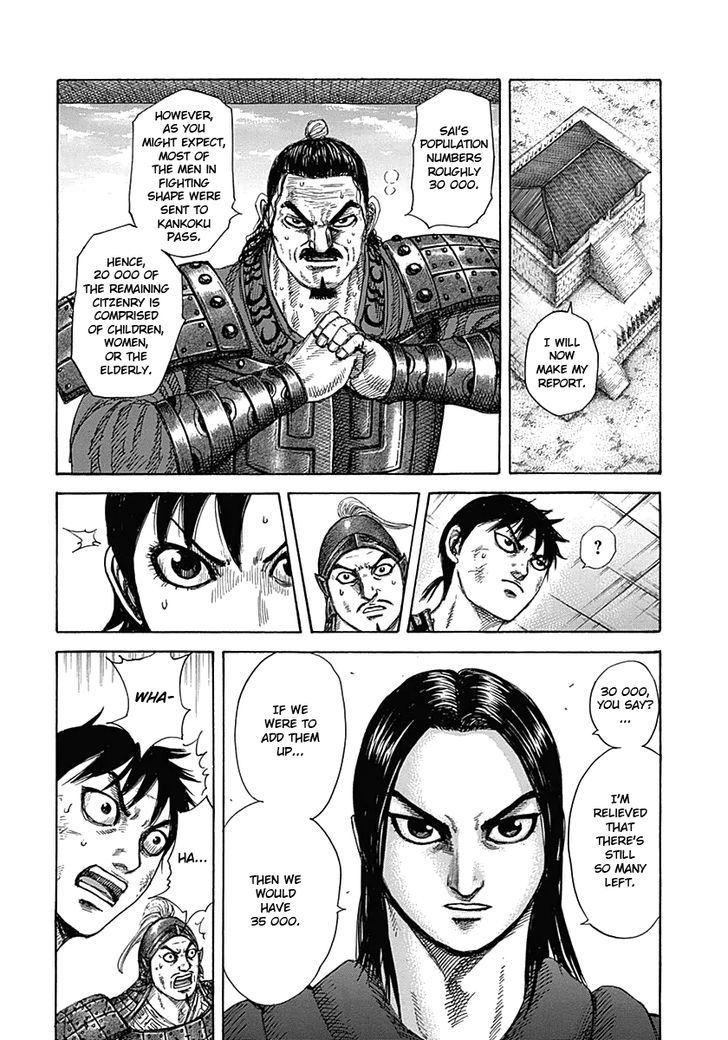 I WILL
NOW
MAKE MY
REPORT.
SAI'S
POPULATION
NUMBERS
ROUGHLY
30 000.
HOWEVER,
AS YOU
MIGHT EXPECT,
MOST OF
THE MEN IN
FIGHTING
SHAPE WERE
SENT TO
KANKOKU
PASS.
HENCE,
20 000 OF
THE REMAINING
CITZENRY IS
COMPRISED
OF CHILDREN,
WOMEN,
OR THE
ELDERLY.
?
30 000,
YOU SAY?
...
I'M
RELIEVED
THAT
THERE'S
STILL
SO MANY
LEFT.
IF WE
WERE TO
ADD THEM
UP...
THEN WE
WOULD
HAVE
35 000.
WHA-
HA...